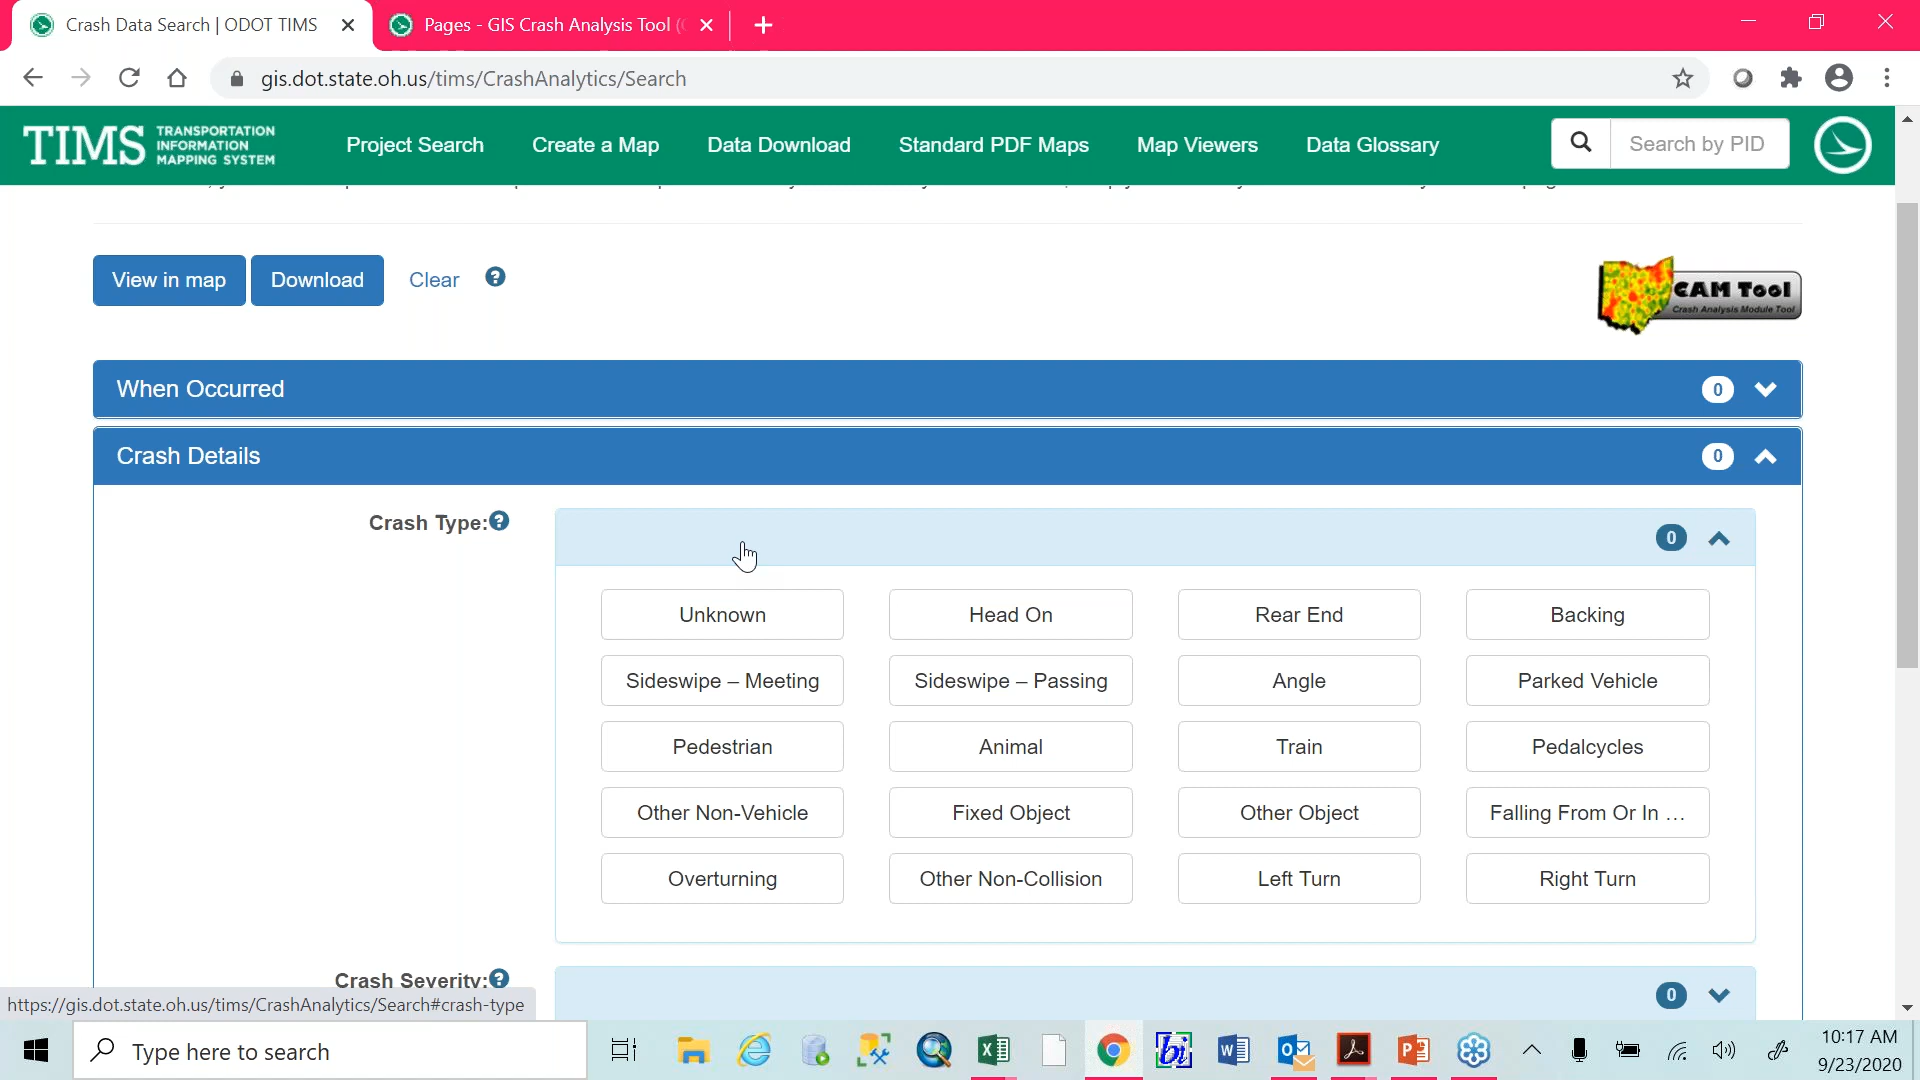 Crash Data Search | ODOT TIMS
Pages - GIS Crash Analysis Tool (
gis.dot.state.oh.us/tims/CrashAnalytics/Search
TIMS TRANSPORTATION INFORMATION MAPPING SYSTEM
Project Search
Create a Map
Data Download
Standard PDF Maps
Map Viewers
Data Glossary
Search by PID
View in map
Download
Clear
?
CAM Tool
Crash Analysis Module Tool
When Occurred
0
Crash Details
0
Crash Type:?
0
Unknown
Head On
Rear End
Backing
Sideswipe – Meeting
Sideswipe – Passing
Angle
Parked Vehicle
Pedestrian
Animal
Train
Pedalcycles
Other Non-Vehicle
Fixed Object
Other Object
Falling From Or In ...
Overturning
Other Non-Collision
Left Turn
Right Turn
Crash Severity:?
0
https://gis.dot.state.oh.us/tims/CrashAnalytics/Search#crash-type
Type here to search
bi
10:17 AM
9/23/2020